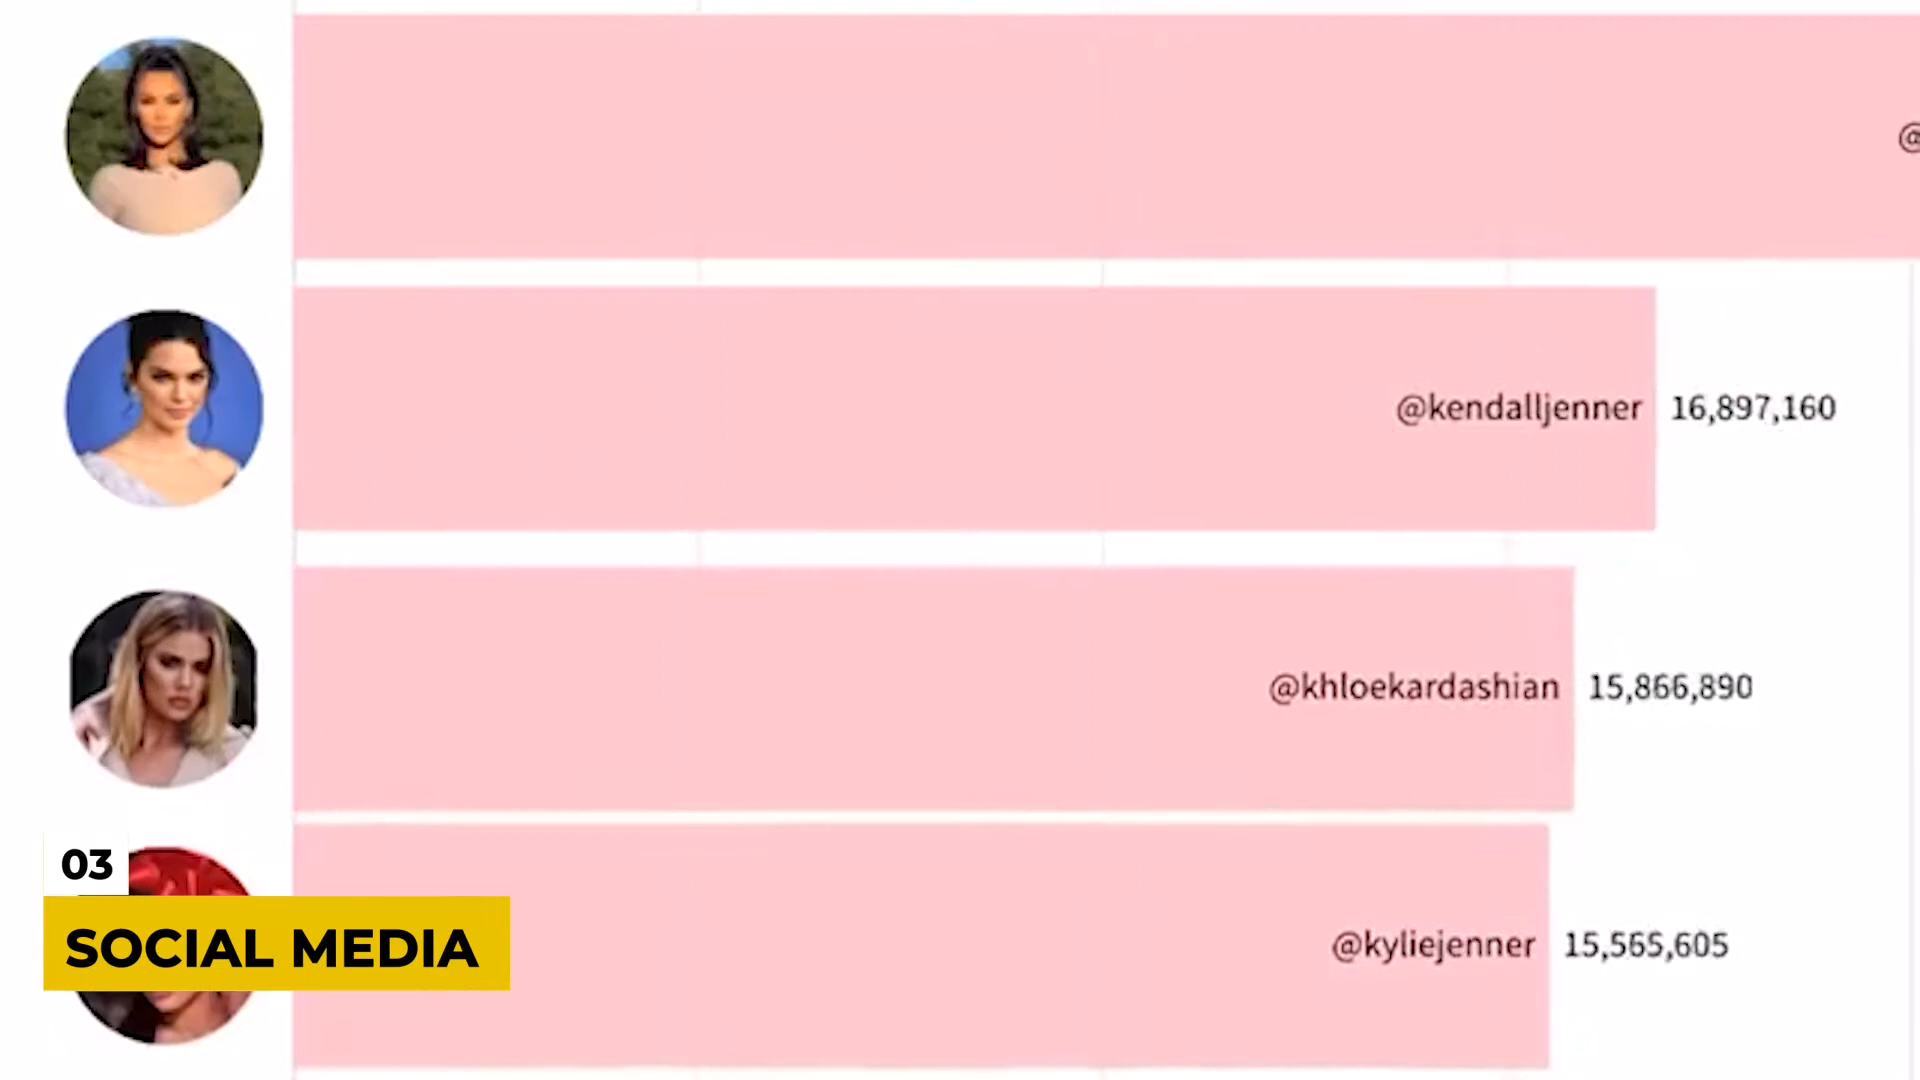 @
@kendalljenner 16,897,160
@khloekardashian 15,866,890
@kyliejenner 15,565,605
03
SOCIAL MEDIA